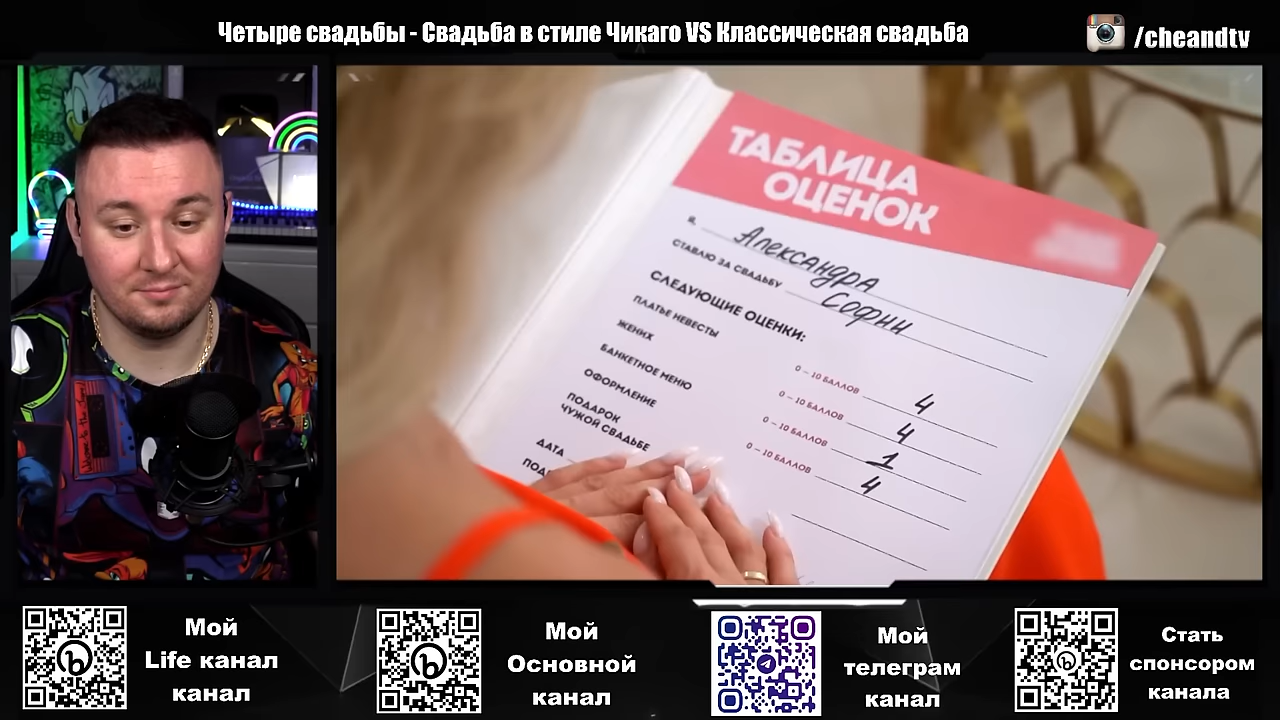 Четыре свадьбы - Свадьба в стиле Чикаго VS Классическая свадьба
/cheandtv
ТАБЛИЦА
ОЦЕНОК
Я, Александра
СТАВЛЮ ЗА СВАДЬБУ Софии
СЛЕДУЮЩИЕ ОЦЕНКИ:
ПЛАТЬЕ НЕВЕСТЫ 0 – 10 БАЛЛОВ 4
ЖЕНИХ 0 – 10 БАЛЛОВ 4
БАНКЕТНОЕ МЕНЮ 0 – 10 БАЛЛОВ 1
ОФОРМЛЕНИЕ 0 – 10 БАЛЛОВ 4
ПОДАРОК
ЧУЖОЙ СВАДЬБЕ
ДАТА
Мой
Life канал
канал
Мой
Основной
канал
Мой
телеграм
канал
Стать
спонсором
канала